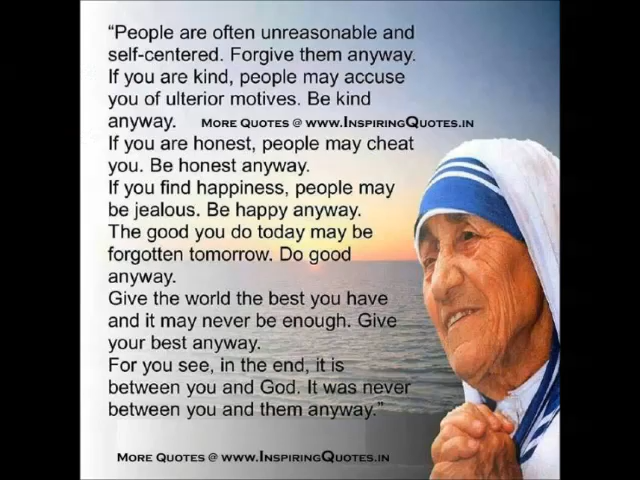 “People are often unreasonable and
self-centered. Forgive them anyway.
If you are kind, people may accuse
you of ulterior motives. Be kind
anyway. More Quotes @ www.InspiringQuotes.in
If you are honest, people may cheat
you. Be honest anyway.
If you find happiness, people may
be jealous. Be happy anyway.
The good you do today may be
forgotten tomorrow. Do good
anyway.
Give the world the best you have
and it may never be enough. Give
your best anyway.
For you see, in the end, it is
between you and God. It was never
between you and them anyway.”
More Quotes @ www.InspiringQuotes.in